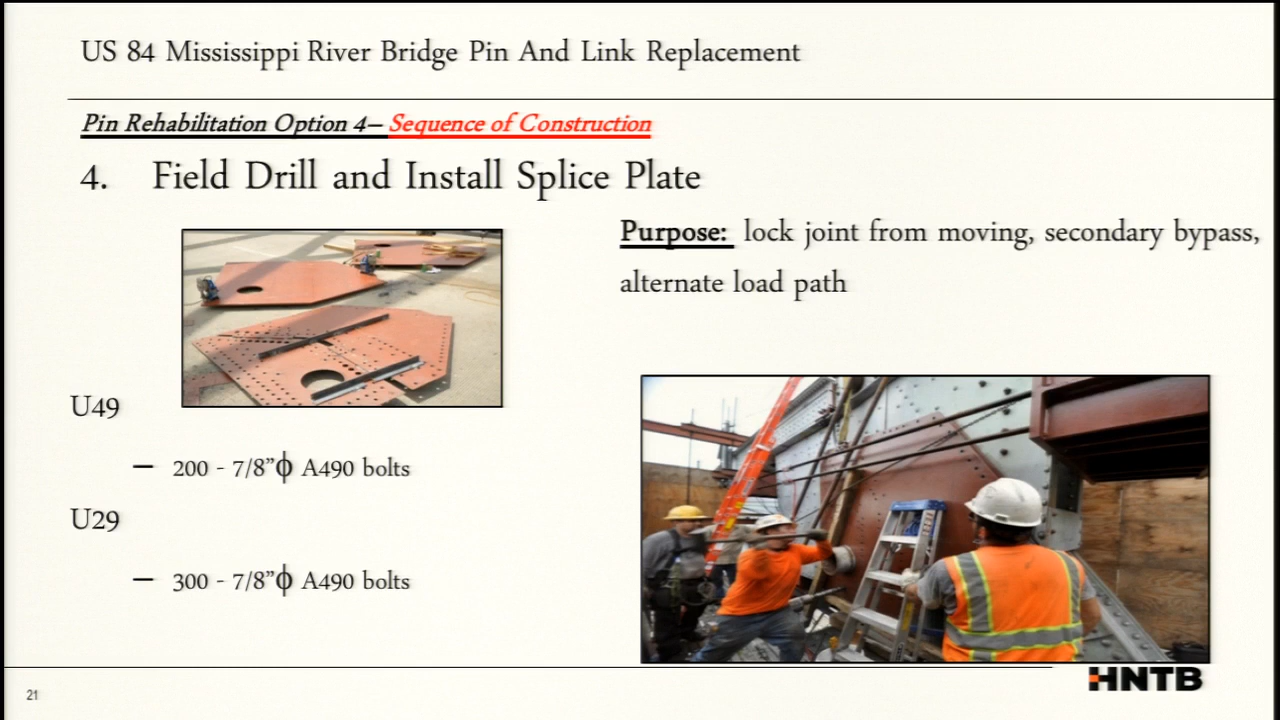 US 84 Mississippi River Bridge Pin And Link Replacement
Pin Rehabilitation Option 4– Sequence of Construction
4. Field Drill and Install Splice Plate
Purpose: lock joint from moving, secondary bypass,
alternate load path
U49
– 200 - 7/8”ϕ A490 bolts
U29
– 300 - 7/8”ϕ A490 bolts
21
HNTB